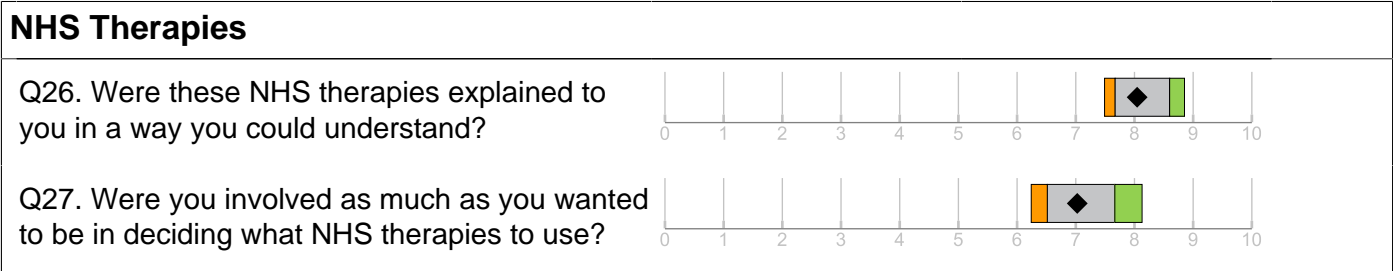 NHS Therapies
Q26. Were these NHS therapies explained to
you in a way you could understand?
0 1 2 3 4 5 6 7 8 9 10
Q27. Were you involved as much as you wanted
to be in deciding what NHS therapies to use?
0 1 2 3 4 5 6 7 8 9 10